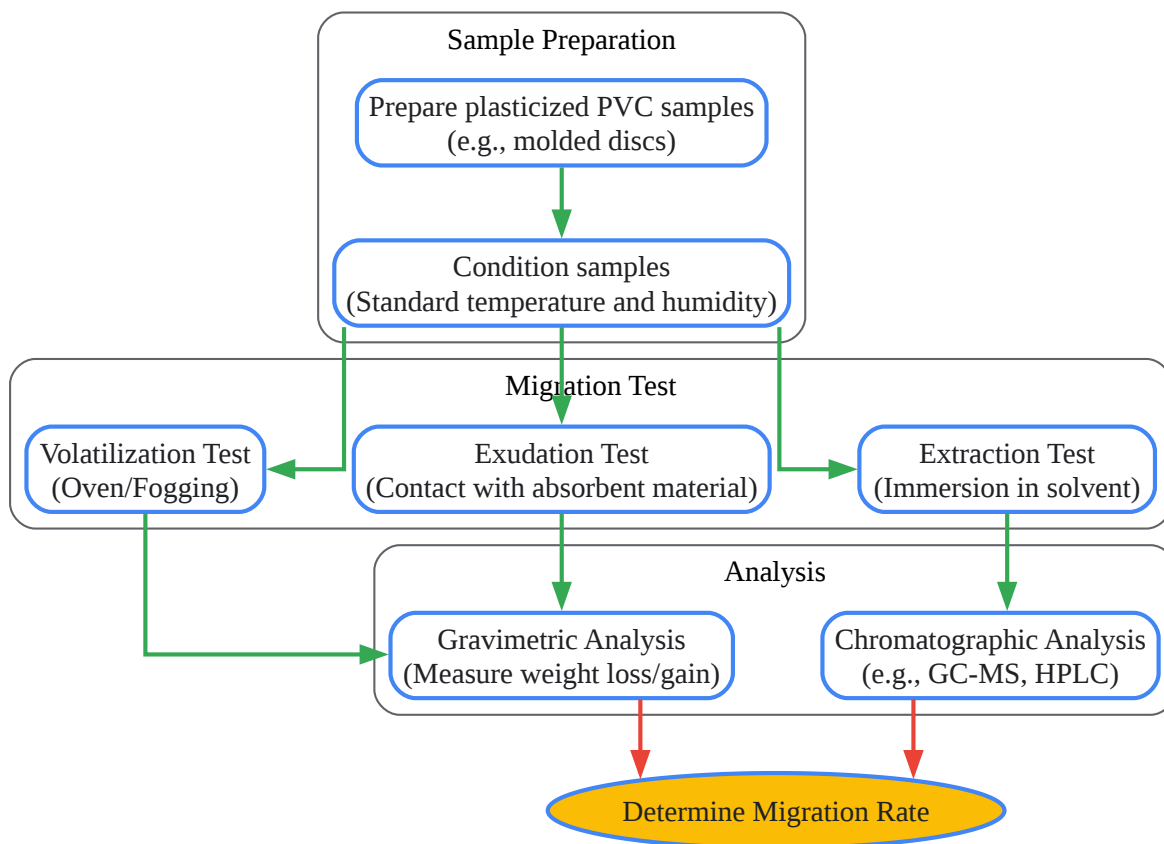 Sample Preparation
Prepare plasticized PVC samples
(e.g., molded discs)
Condition samples
(Standard temperature and humidity)
Migration Test
Volatilization Test
(Oven/Fogging)
Exudation Test
(Contact with absorbent material)
Extraction Test
(Immersion in solvent)
Analysis
Gravimetric Analysis
(Measure weight loss/gain)
Chromatographic Analysis
(e.g., GC-MS, HPLC)
Determine Migration Rate